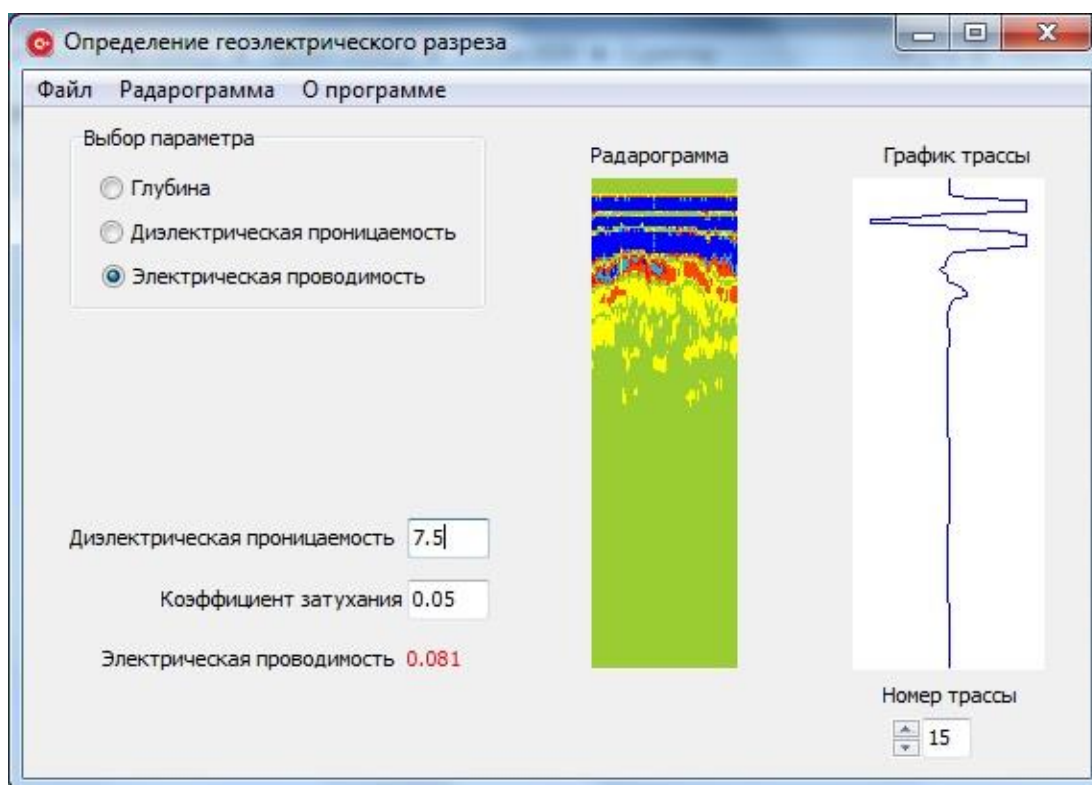 Определение геоэлектрического разреза
Файл Радарограмма О программе
Выбор параметра
Глубина
Диэлектрическая проницаемость
Электрическая проводимость
Радарограмма
График трассы
Диэлектрическая проницаемость 7.5
Коэффициент затухания 0.05
Электрическая проводимость 0.081
Номер трассы
15